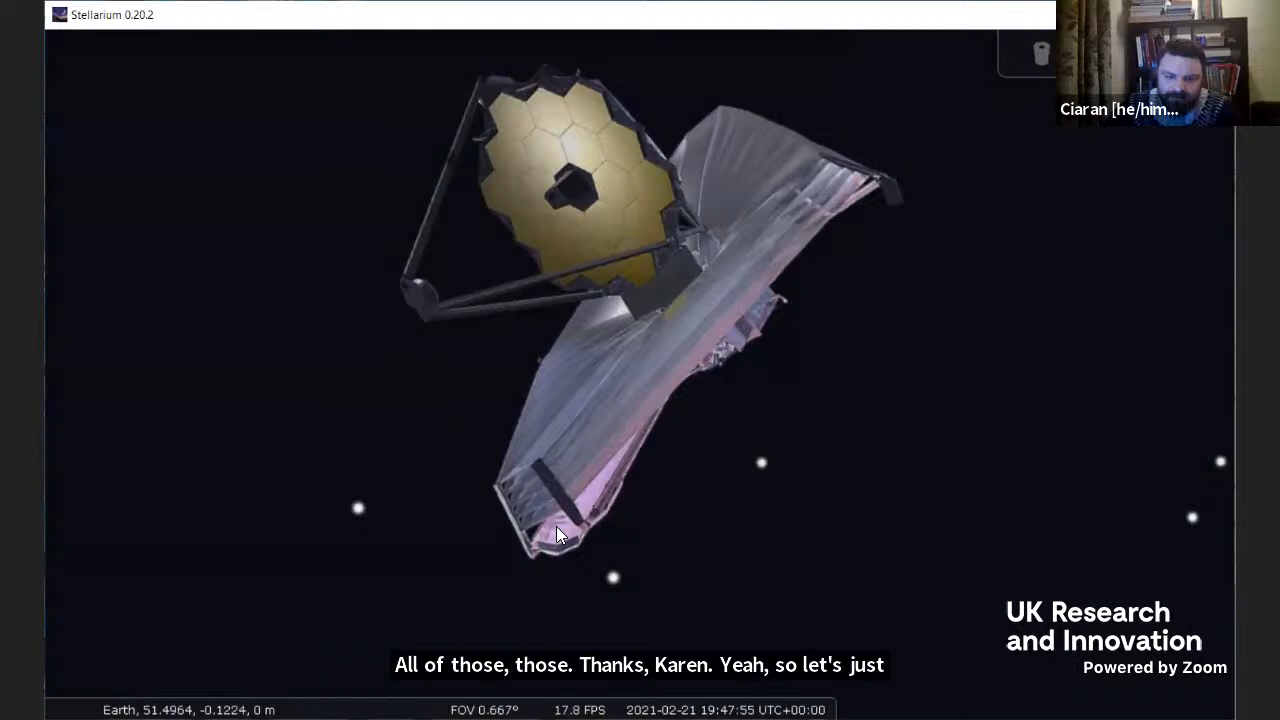 Stellarium 0.20.2
Ciaran [he/him...
UK Research
and Innovation
Powered by Zoom
All of those, those. Thanks, Karen. Yeah, so let's just
Earth, 51.4964, -0.1224, 0 m FOV 0.667° 17.8 FPS 2021-02-21 19:47:55 UTC+00:00